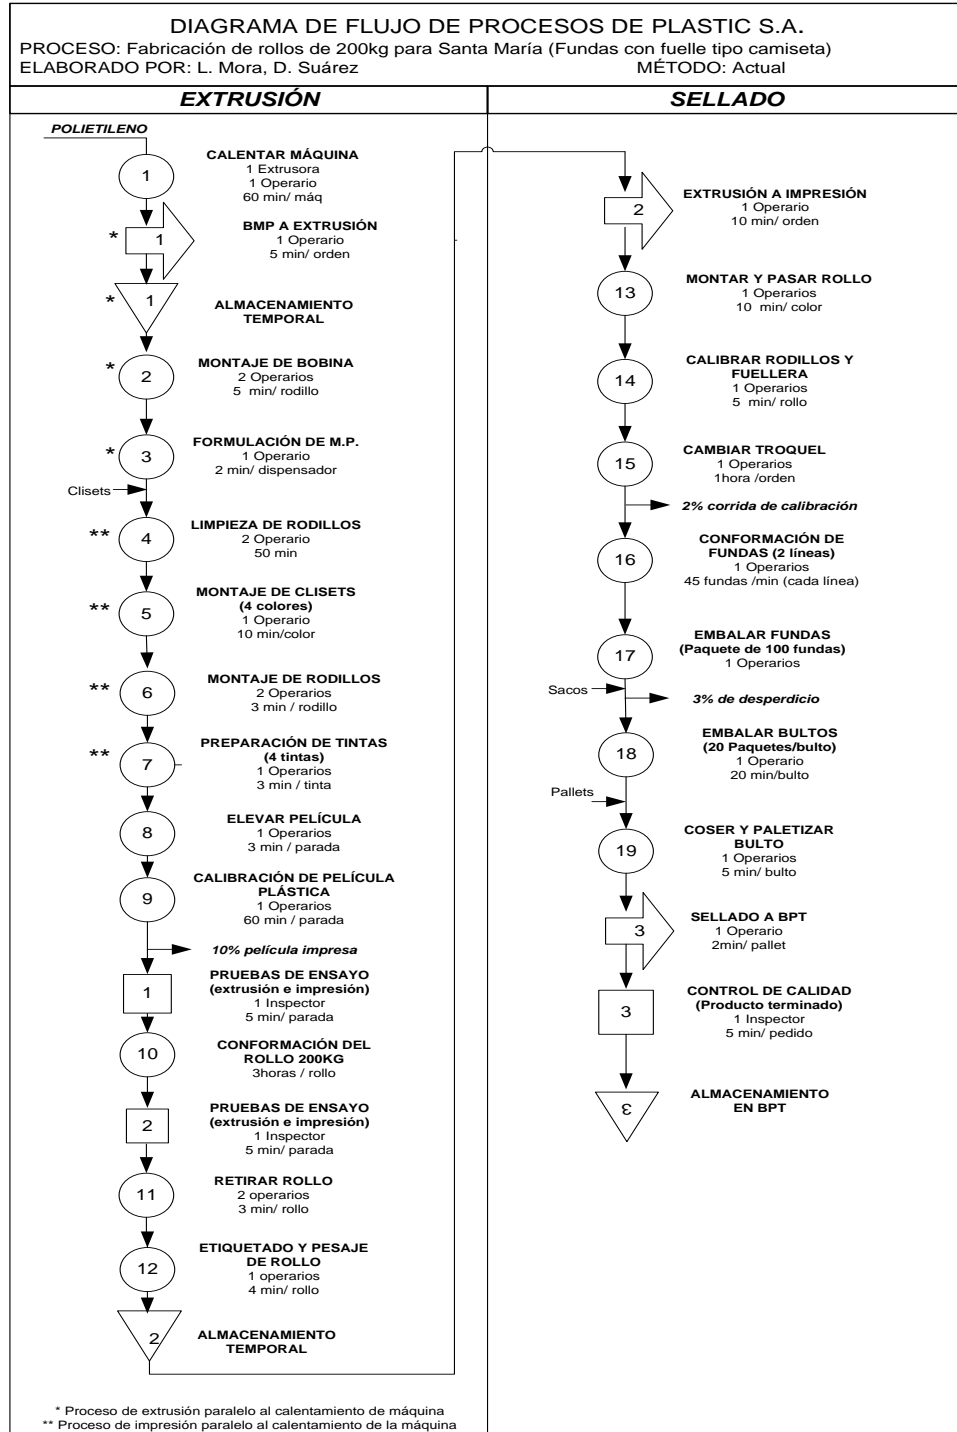 DIAGRAMA DE FLUJO DE PROCESOS DE PLASTIC S.A.
PROCESO: Fabricación de rollos de 200kg para Santa María (Fundas con fuelle tipo camiseta)
ELABORADO POR: L. Mora, D. Suárez MÉTODO: Actual
EXTRUSIÓN
POLIETILENO
1
CALENTAR MÁQUINA
1 Extrusora
1 Operario
60 min/ máq
* 1
BMP A EXTRUSIÓN
1 Operario
5 min/ orden
* 1
ALMACENAMIENTO
TEMPORAL
* 2
MONTAJE DE BOBINA
2 Operarios
5 min/ rodillo
* 3
FORMULACIÓN DE M.P.
1 Operario
2 min/ dispensador
Clisets
** 4
LIMPIEZA DE RODILLOS
2 Operario
50 min
** 5
MONTAJE DE CLISETS
(4 colores)
1 Operario
10 min/color
** 6
MONTAJE DE RODILLOS
2 Operarios
3 min / rodillo
** 7
PREPARACIÓN DE TINTAS
(4 tintas)
1 Operarios
3 min / tinta
8
ELEVAR PELÍCULA
1 Operarios
3 min / parada
9
CALIBRACIÓN DE PELÍCULA
PLÁSTICA
1 Operarios
60 min / parada
10% película impresa
1
PRUEBAS DE ENSAYO
(extrusión e impresión)
1 Inspector
5 min/ parada
10
CONFORMACIÓN DEL
ROLLO 200KG
3horas / rollo
2
PRUEBAS DE ENSAYO
(extrusión e impresión)
1 Inspector
5 min/ parada
11
RETIRAR ROLLO
2 operarios
3 min/ rollo
12
ETIQUETADO Y PESAJE
DE ROLLO
1 operarios
4 min/ rollo
2
ALMACENAMIENTO
TEMPORAL
* Proceso de extrusión paralelo al calentamiento de máquina
** Proceso de impresión paralelo al calentamiento de la máquina
SELLADO
2
EXTRUSIÓN A IMPRESIÓN
1 Operario
10 min/ orden
13
MONTAR Y PASAR ROLLO
1 Operarios
10 min/ color
14
CALIBRAR RODILLOS Y
FUELLERA
1 Operarios
5 min/ rollo
15
CAMBIAR TROQUEL
1 Operarios
1hora /orden
2% corrida de calibración
16
CONFORMACIÓN DE
FUNDAS (2 líneas)
1 Operarios
45 fundas /min (cada línea)
17
EMBALAR FUNDAS
(Paquete de 100 fundas)
1 Operarios
Sacos
3% de desperdicio
18
EMBALAR BULTOS
(20 Paquetes/bulto)
1 Operario
20 min/bulto
Pallets
19
COSER Y PALETIZAR
BULTO
1 Operarios
5 min/ bulto
3
SELLADO A BPT
1 Operario
2min/ pallet
3
CONTROL DE CALIDAD
(Producto terminado)
1 Inspector
5 min/ pedido
3
ALMACENAMIENTO
EN BPT